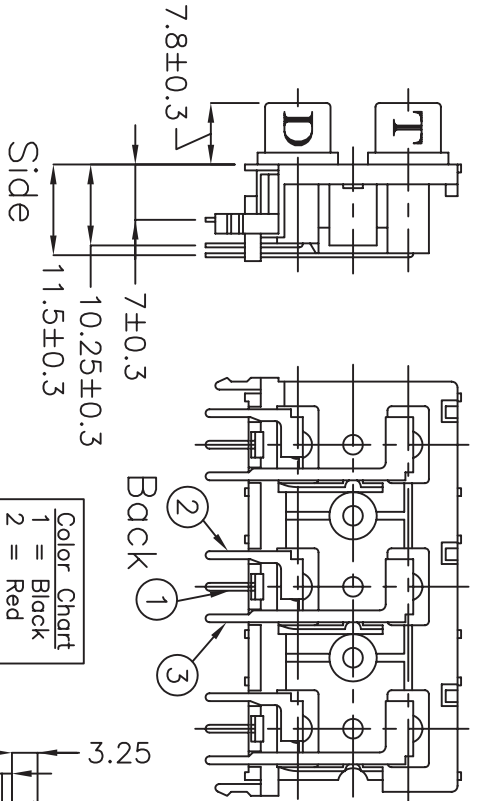 T
D
7.8±0.3
Side
7±0.3
10.25±0.3
11.5±0.3
Back
2
1
3
Color Chart
1 = Black
2 = Red
3.25